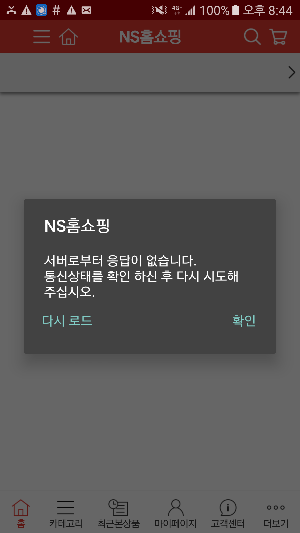 100% 오후 8:44
NS홈쇼핑
NS홈쇼핑
서버로부터 응답이 없습니다.
통신상태를 확인 하신 후 다시 시도해
주십시오.
다시 로드 확인
홈 카테고리 최근본상품 마이페이지 고객센터 더보기